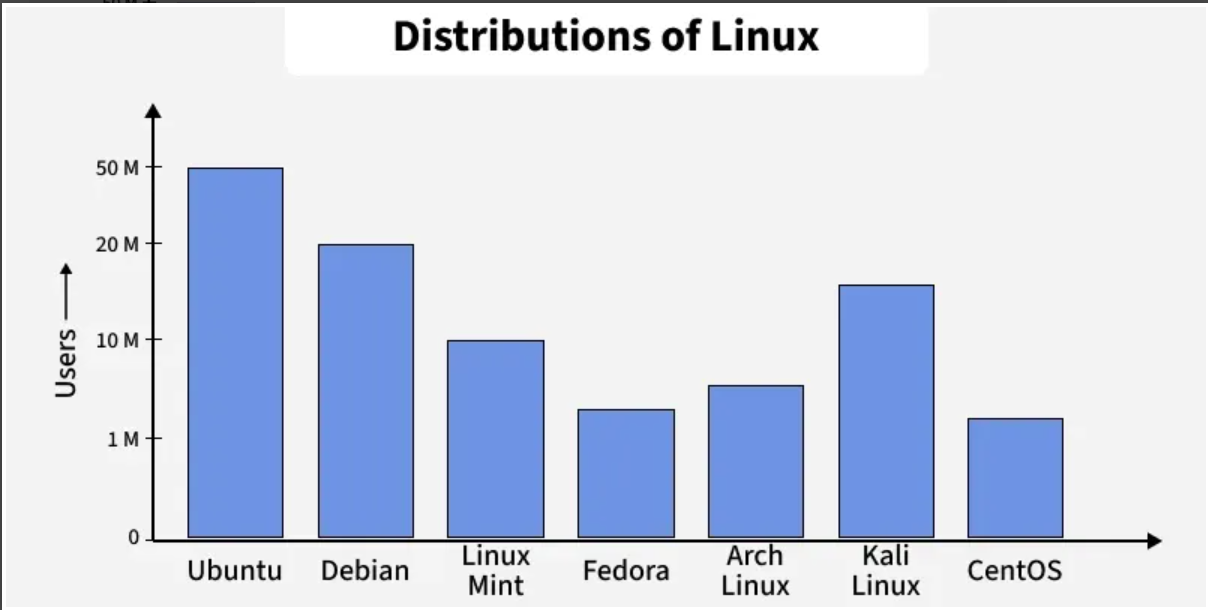 Distributions of Linux
50 M
20 M
10 M
1 M
0
Users
Ubuntu
Debian
Linux
Mint
Fedora
Arch
Linux
Kali
Linux
CentOS